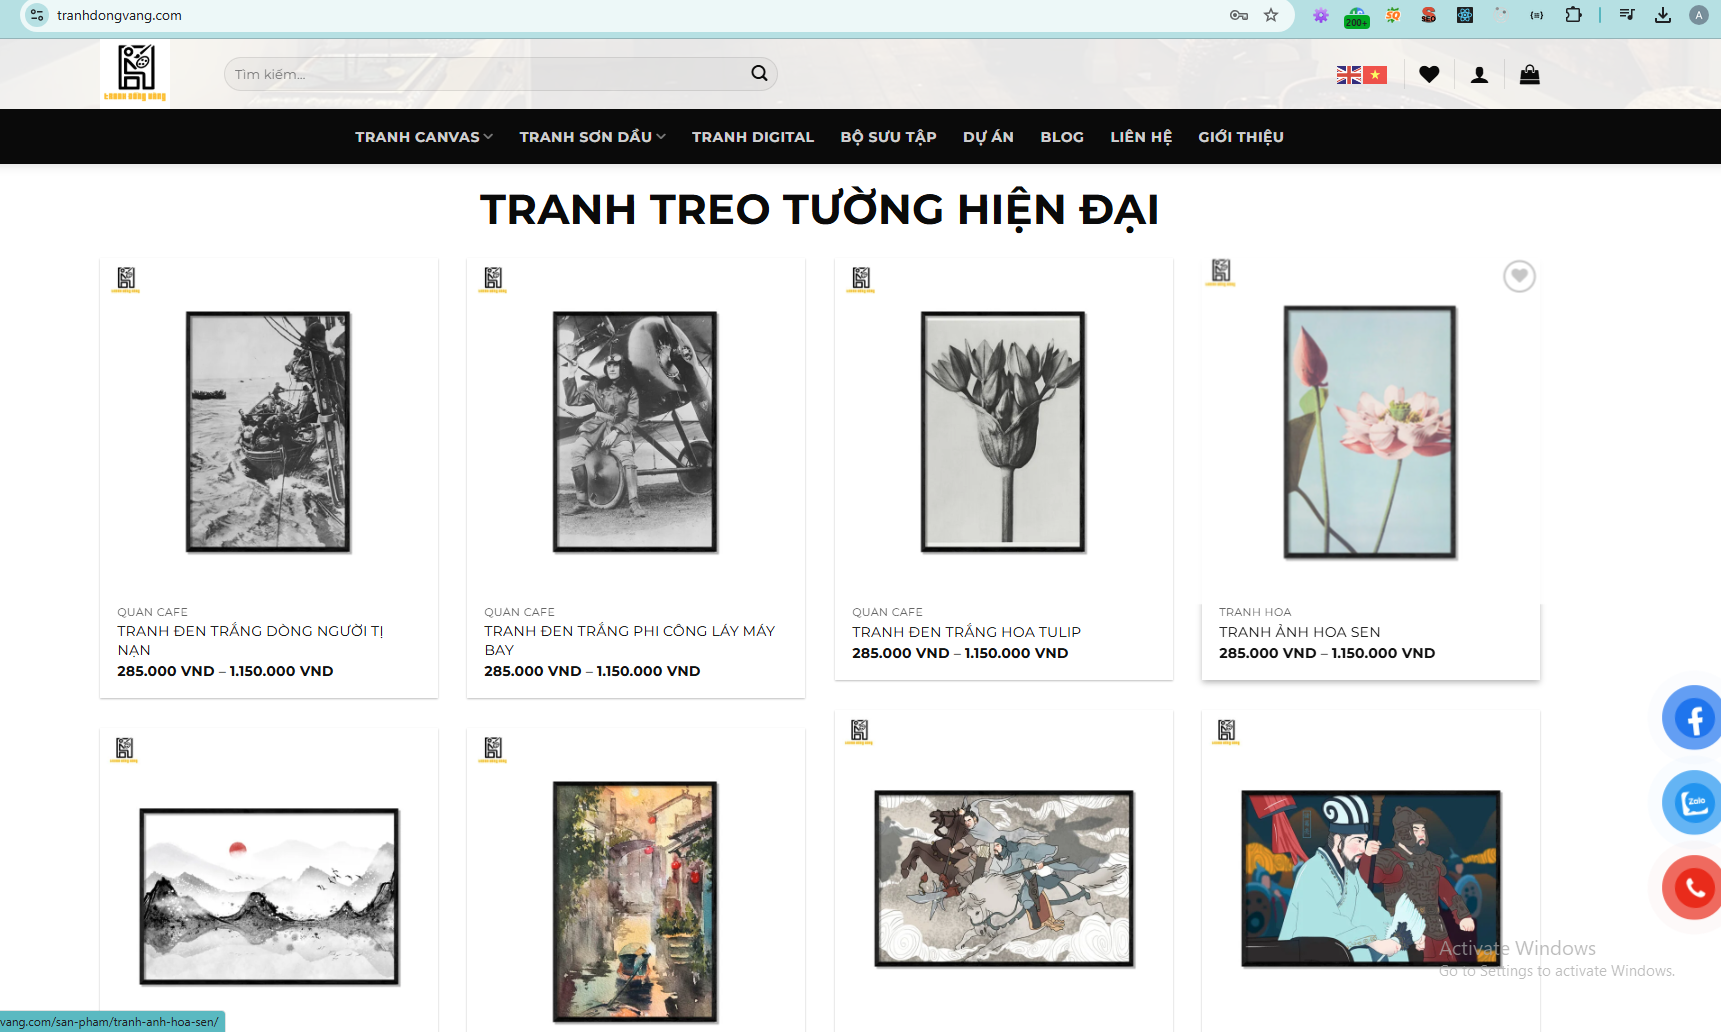 tranhdongvang.com
200+
SEO
A
TRANH ĐÔNG VÀNG
Tìm kiếm...
TRANH CANVAS
TRANH SƠN DẦU
TRANH DIGITAL
BỘ SƯU TẬP
DỰ ÁN
BLOG
LIÊN HỆ
GIỚI THIỆU
TRANH TREO TƯỜNG HIỆN ĐẠI
QUAN CAFE
TRANH ĐEN TRẮNG DÒNG NGƯỜI TỊ
NẠN
285.000 VND – 1.150.000 VND
QUAN CAFE
TRANH ĐEN TRẮNG PHI CÔNG LÁY MÁY
BAY
285.000 VND – 1.150.000 VND
QUAN CAFE
TRANH ĐEN TRẮNG HOA TULIP
285.000 VND – 1.150.000 VND
TRANH HOA
TRANH ẢNH HOA SEN
285.000 VND – 1.150.000 VND
Zalo
Activate Windows
Go to Settings to activate Windows.
vang.com/san-pham/tranh-anh-hoa-sen/